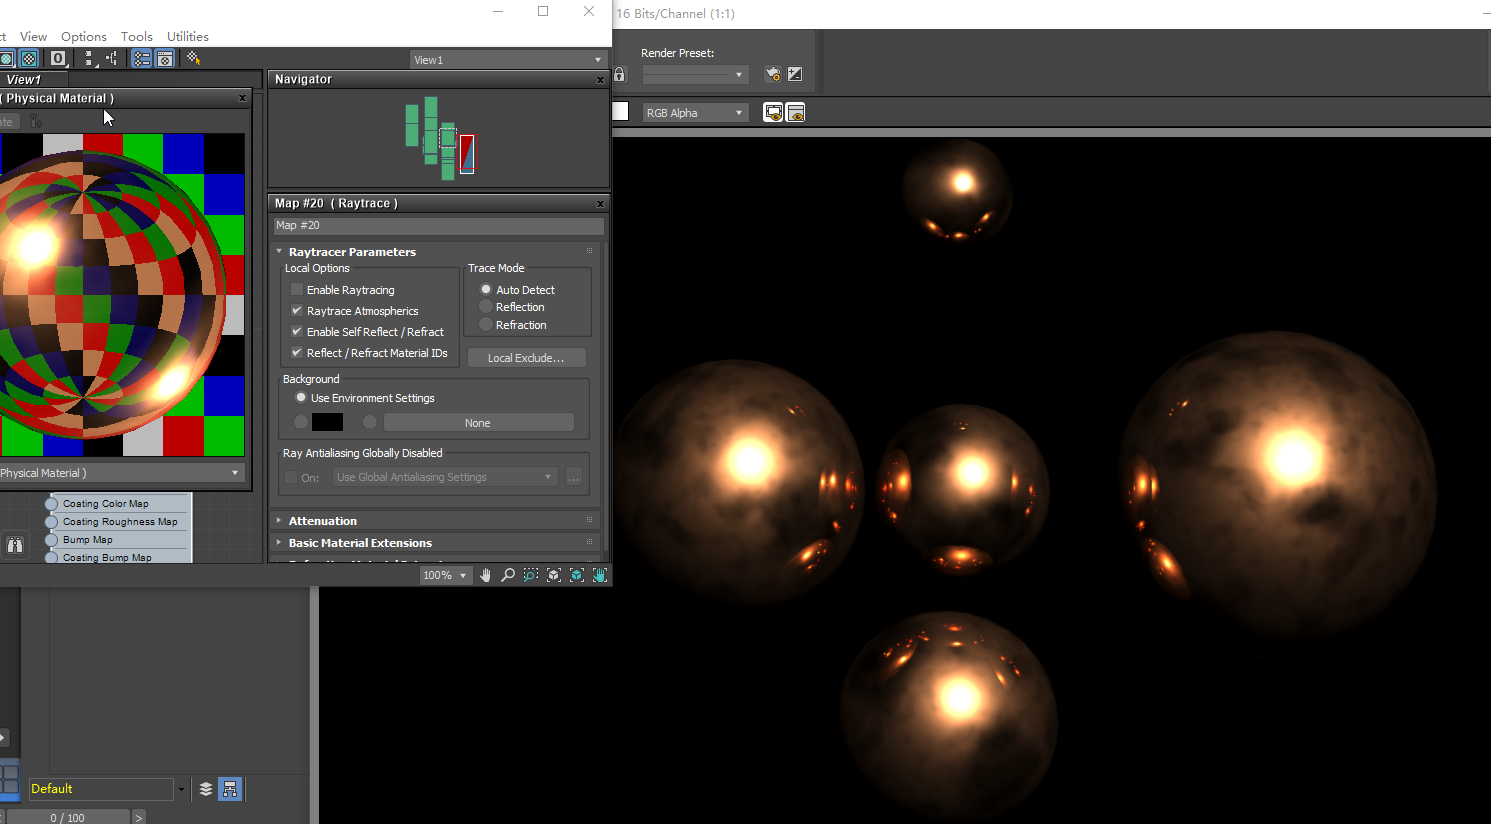 16 Bits/Channel (1:1)
ct View Options Tools Utilities
View1
View1
Navigator
( Physical Material )
ate
Map #20 ( Raytrace )
Map #20
Raytracer Parameters
Local Options
Enable Raytracing
Raytrace Atmospherics
Enable Self Reflect / Refract
Reflect / Refract Material IDs
Trace Mode
Auto Detect
Reflection
Refraction
Local Exclude...
Background
Use Environment Settings
None
Ray Antialiasing Globally Disabled
On: Use Global Antialiasing Settings ...
Attenuation
Basic Material Extensions
Physical Material )
Coating Color Map
Coating Roughness Map
Bump Map
Coating Bump Map
100%
Render Preset:
RGB Alpha
Default
0 / 100 >